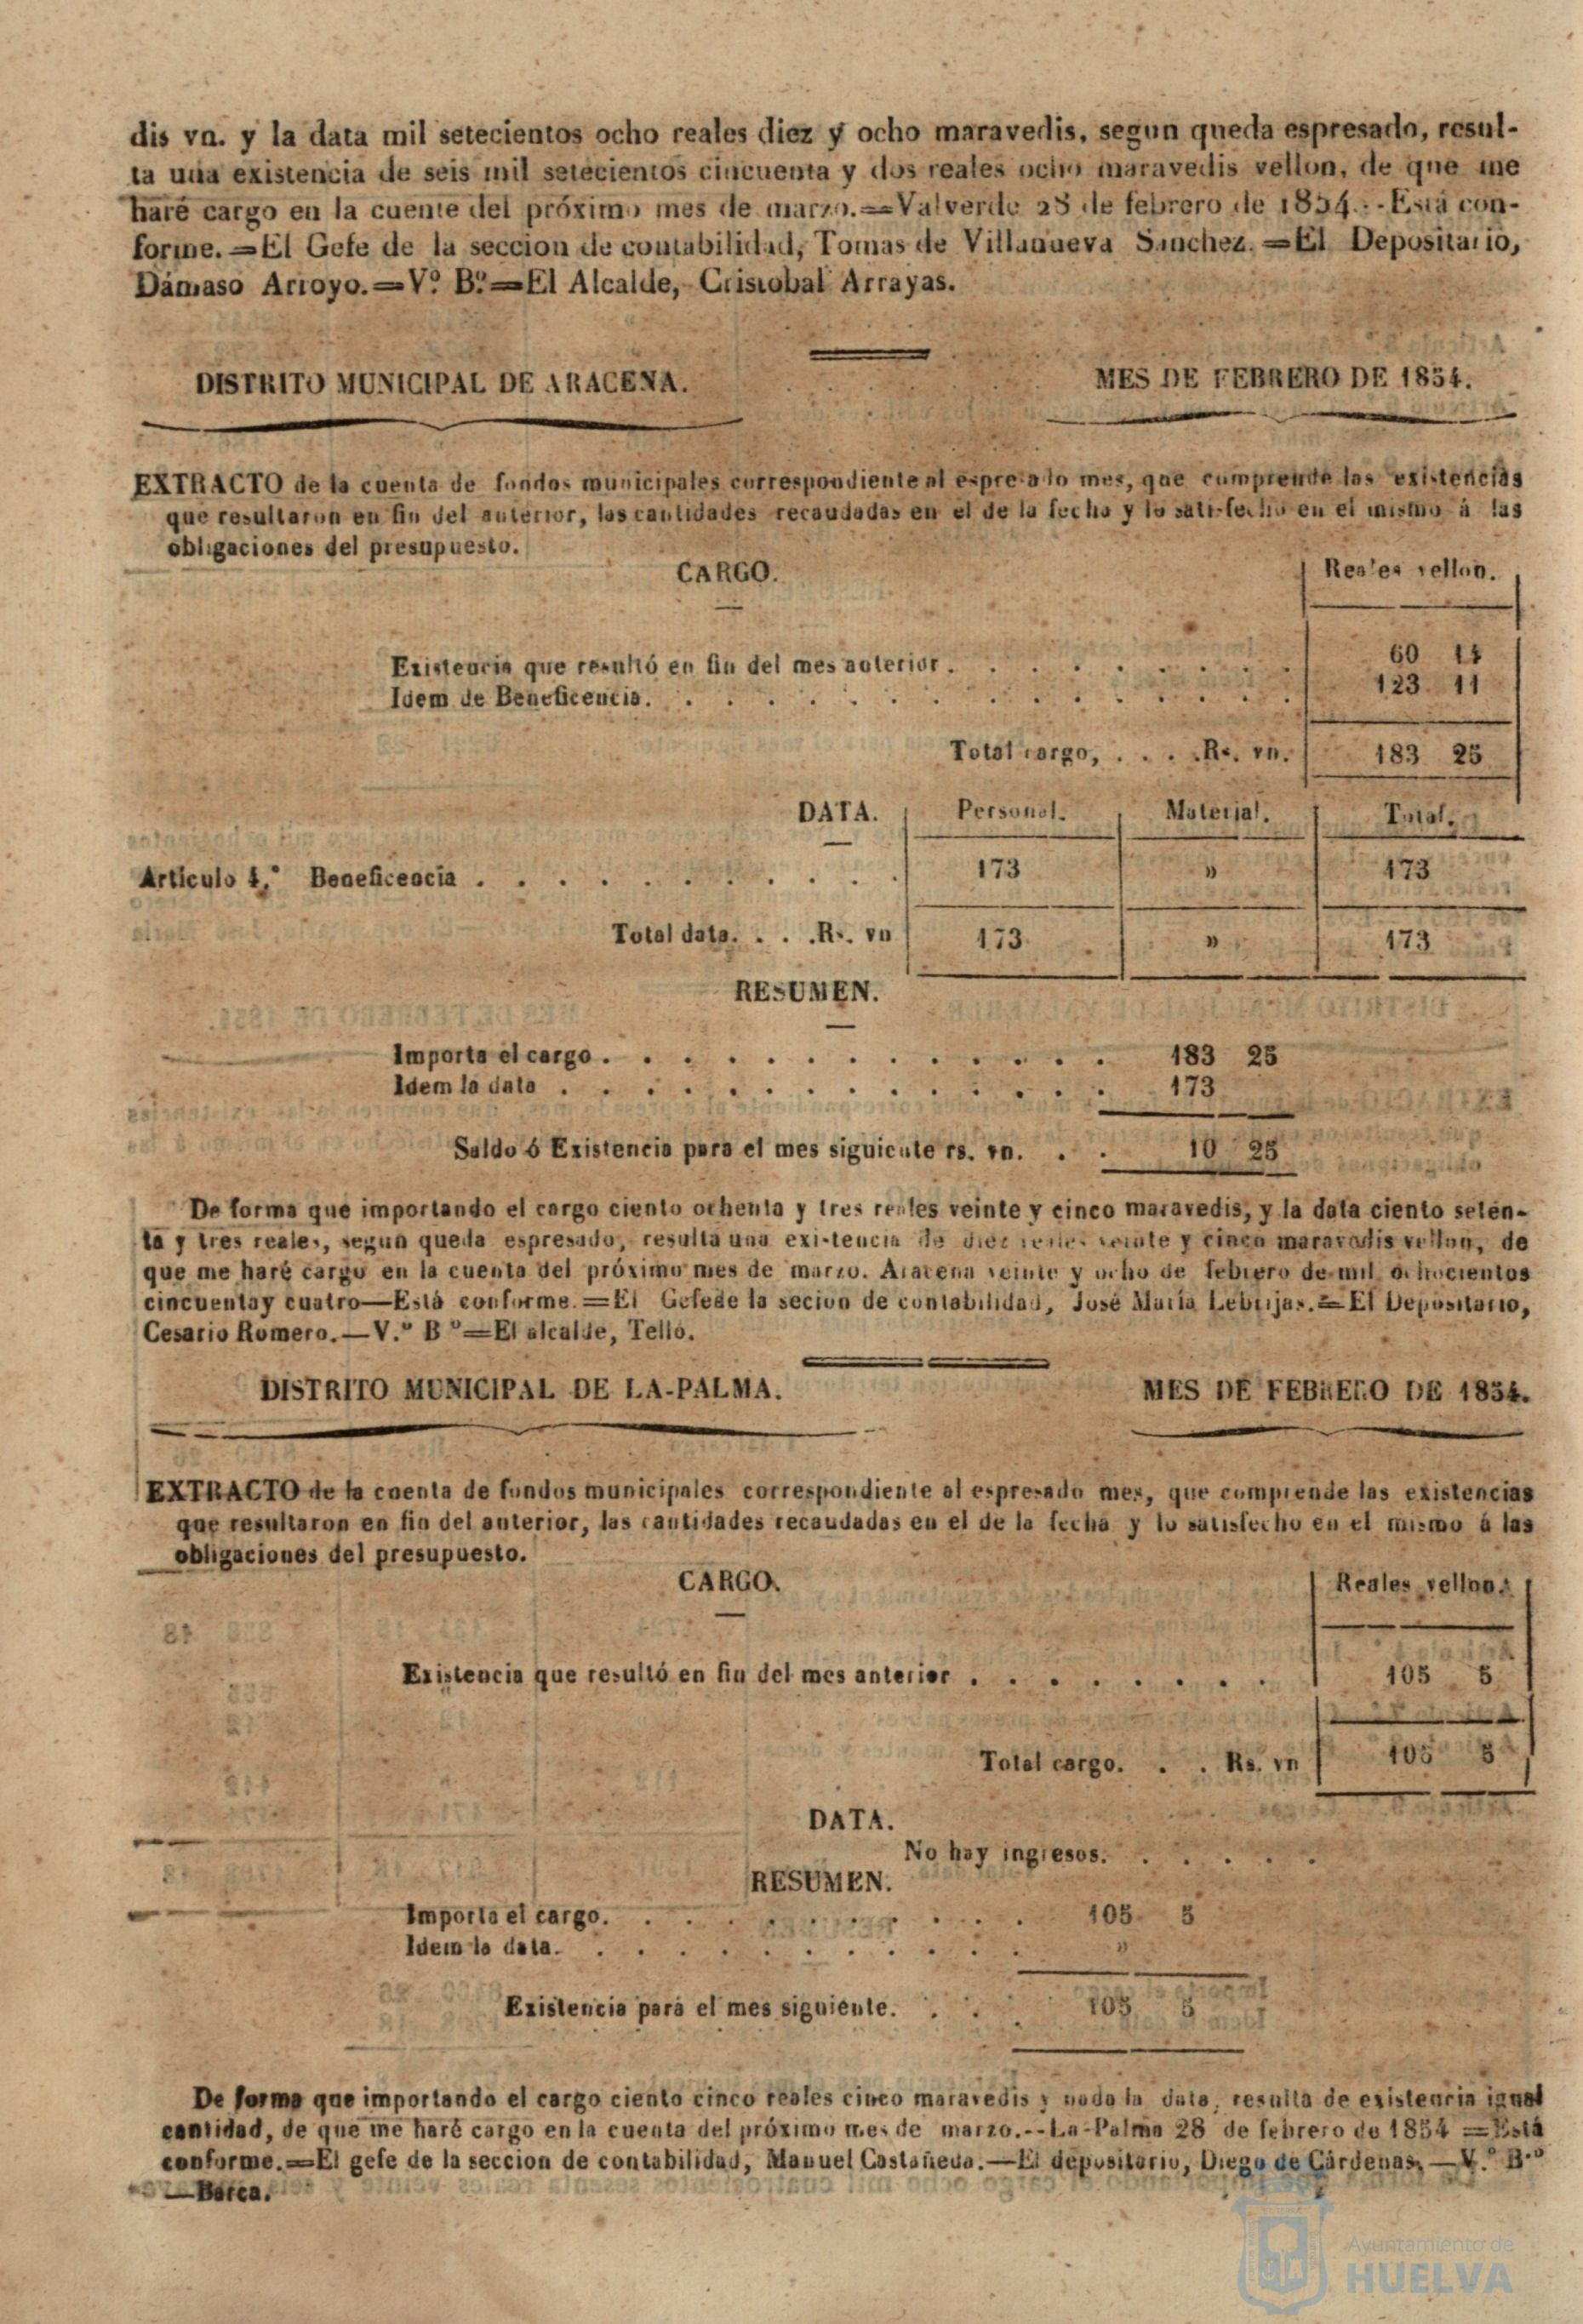 dis vn. y la data mil setecientos ocho reales diez y ocho maravedis, segun queda espresado, resul-
ta una existencia de seis mil setecientos cincuenta y dos reales ocho maravedis vellon, de que me
haré cargo en la cuente del próximo mes de marzo.=Valverde 28 de febrero de 1854.--Está con-
forme.=El Gefe de la seccion de contabilidad, Tomas de Villanueva Sanchez.=El Depositario,
Dámaso Arroyo.=Vº Bº=El Alcalde, Cristobal Arrayas.
DISTRITO MUNICIPAL DE ARACENA. MES DE FEBRERO DE 1854.
EXTRACTO de la cuenta de fondos municipales correspondiente al espresado mes, que comprende las existencias
que resultaron en fin del anterior, las cantidades recaudadas en el de la fecha y lo satisfecho en el mismo á las
obligaciones del presupuesto.
CARGO. Reales vellon.
Existencia que resultó en fin del mes anterior . . . . . . . . . 60 14
Idem de Beneficencia. . . . . . . . . . . . . . . . 123 11
Total cargo, . . . .Rs. vn. 183 25
DATA. Personal. Material. Total.
Articulo 4.° Beneficencia . . . . . . . . . . . 173 » 173
Total data. . . .Rs. vn 173 » 173
RESUMEN.
Importa el cargo . . . . . . . . . . . . . 183 25
Idem la data . . . . . . . . . . . . . . 173
Saldo ó Existencia para el mes siguiente rs. vn. . . 10 25
De forma que importando el cargo ciento ochenta y tres reales veinte y cinco maravedis, y la data ciento seten-
ta y tres reales, segun queda espresado, resulta una existencia de diez reales veinte y cinco maravedis vellon, de
que me haré cargo en la cuenta del próximo mes de marzo. Aracena veinte y ocho de febrero de mil ochocientos
cincuentay cuatro—Está conforme.=El Gefede la secion de contabilidad, José Maria Lebrijas.=El Depositario,
Cesario Romero.—V.º B º=El alcalde, Tello.
DISTRITO MUNICIPAL DE LA-PALMA. MES DE FEBRERO DE 1854.
EXTRACTO de la cuenta de fondos municipales correspondiente al espresado mes, que comprende las existencias
que resultaron en fin del anterior, las cantidades recaudadas en el de la fecha y lo satisfecho en el mismo á las
obligaciones del presupuesto.
CARGO. Reales vellon.
Existencia que resultó en fin del mes anterior . . . . . . . . 105 5
Total cargo. . . Rs. vn 105 5
DATA.
No hay ingresos. . . . . .
RESUMEN.
Importa el cargo. . . . . . . . . . . 105 5
Idem la data. . . . . . . . . . . . »
Existencia para el mes siguiente. . . . 105 5
De forma que importando el cargo ciento cinco reales cinco maravedis y nada la data, resulta de existencia igual
cantidad, de que me haré cargo en la cuenta del próximo mes de marzo.--La-Palma 28 de febrero de 1854 =Está
conforme.=El gefe de la seccion de contabilidad, Manuel Castañeda.—El depositario, Diego de Cárdenas.—V.º B.º
—Barca.
Ayuntamiento de
HUELVA